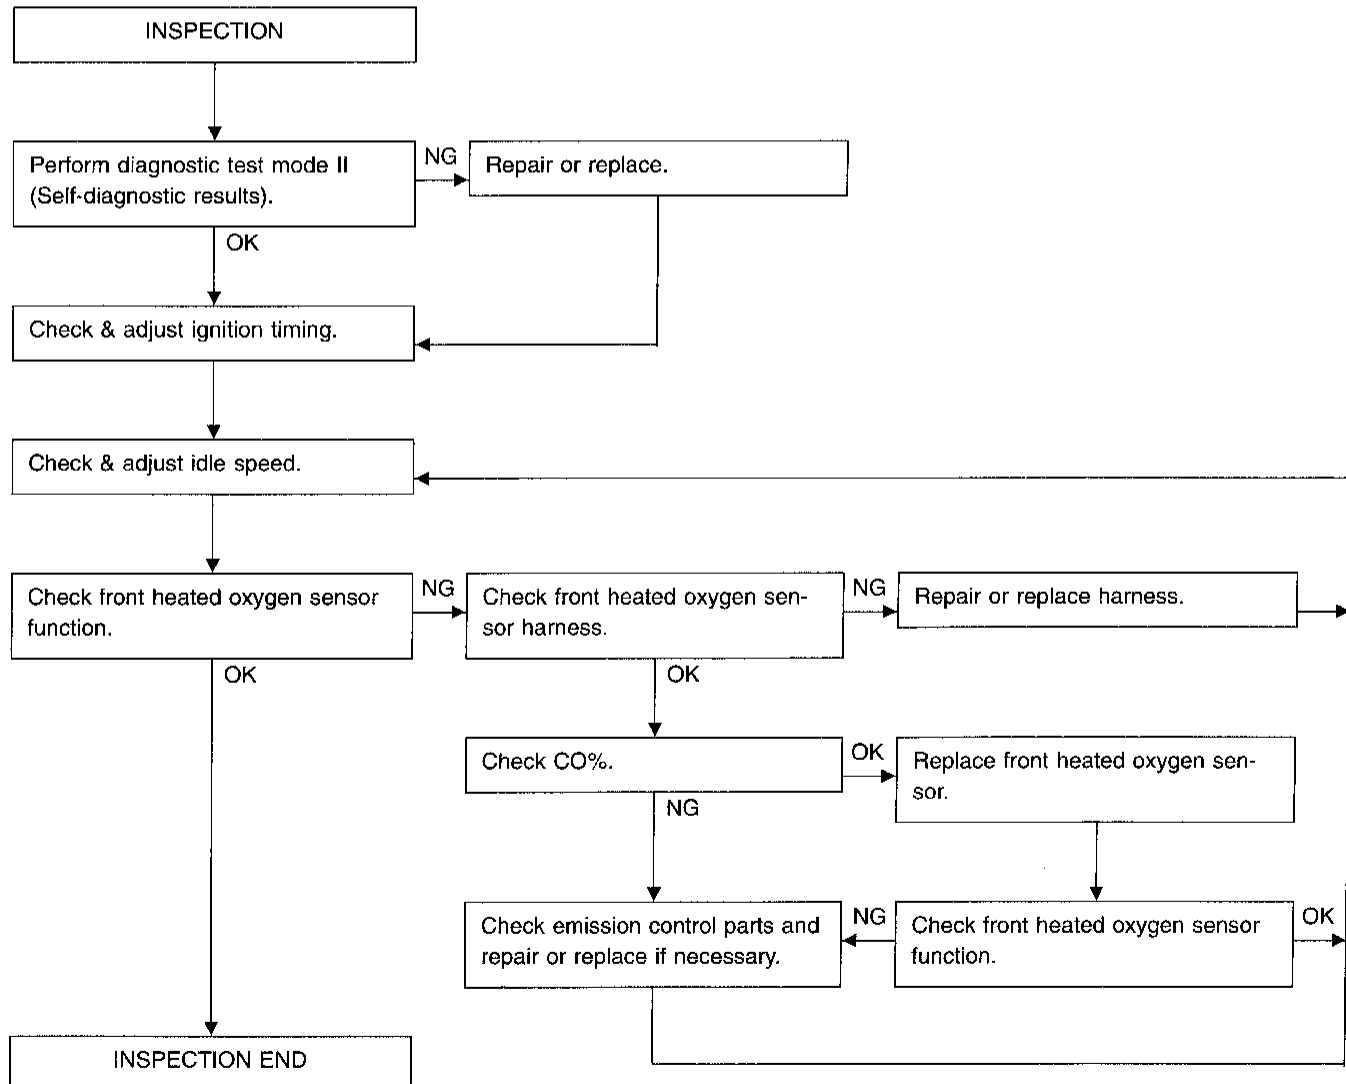 INSPECTION
Perform diagnostic test mode II
(Self-diagnostic results).
NG
Repair or replace.
OK
Check & adjust ignition timing.
Check & adjust idle speed.
Check front heated oxygen sensor
function.
NG
Check front heated oxygen sen-
sor harness.
NG
Repair or replace harness.
OK
OK
Check CO%.
OK
Replace front heated oxygen sen-
sor.
NG
Check emission control parts and
repair or replace if necessary.
NG
Check front heated oxygen sensor
function.
OK
INSPECTION END